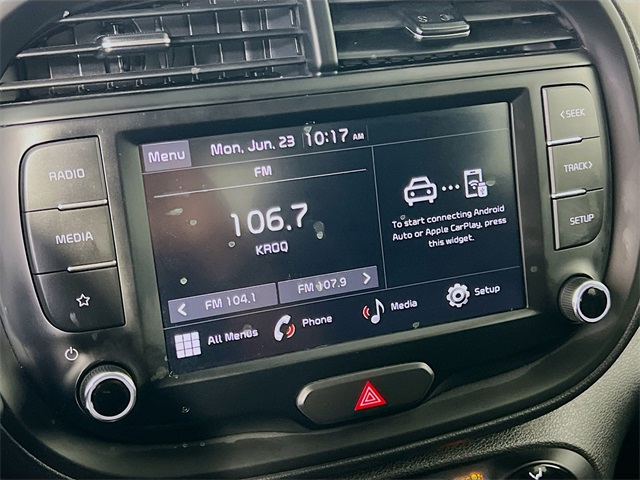 Menu
Mon, Jun. 23 10:17 AM
FM
106.7
KROQ
To start connecting Android
Auto or Apple CarPlay, press
this widget.
< FM 104.1 FM 107.9 >
All Menus Phone Media Setup
RADIO
MEDIA
<SEEK
TRACK>
SETUP